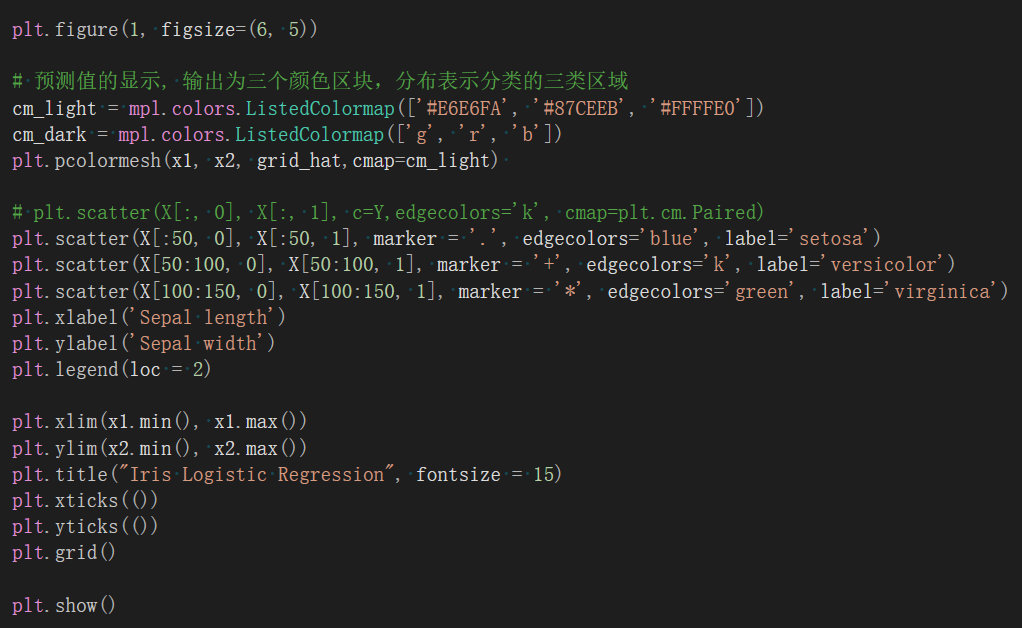 plt.figure(1, figsize=(6, 5))
# 预测值的显示, 输出为三个颜色区块，分布表示分类的三类区域
cm_light = mpl.colors.ListedColormap(['#E6E6FA', '#87CEEB', '#FFFFE0'])
cm_dark = mpl.colors.ListedColormap(['g', 'r', 'b'])
plt.pcolormesh(x1, x2, grid_hat,cmap=cm_light)
# plt.scatter(X[:, 0], X[:, 1], c=Y,edgecolors='k', cmap=plt.cm.Paired)
plt.scatter(X[:50, 0], X[:50, 1], marker = '.', edgecolors='blue', label='setosa')
plt.scatter(X[50:100, 0], X[50:100, 1], marker = '+', edgecolors='k', label='versicolor')
plt.scatter(X[100:150, 0], X[100:150, 1], marker = '*', edgecolors='green', label='virginica')
plt.xlabel('Sepal length')
plt.ylabel('Sepal width')
plt.legend(loc = 2)
plt.xlim(x1.min(), x1.max())
plt.ylim(x2.min(), x2.max())
plt.title("Iris Logistic Regression", fontsize = 15)
plt.xticks(())
plt.yticks(())
plt.grid()
plt.show()